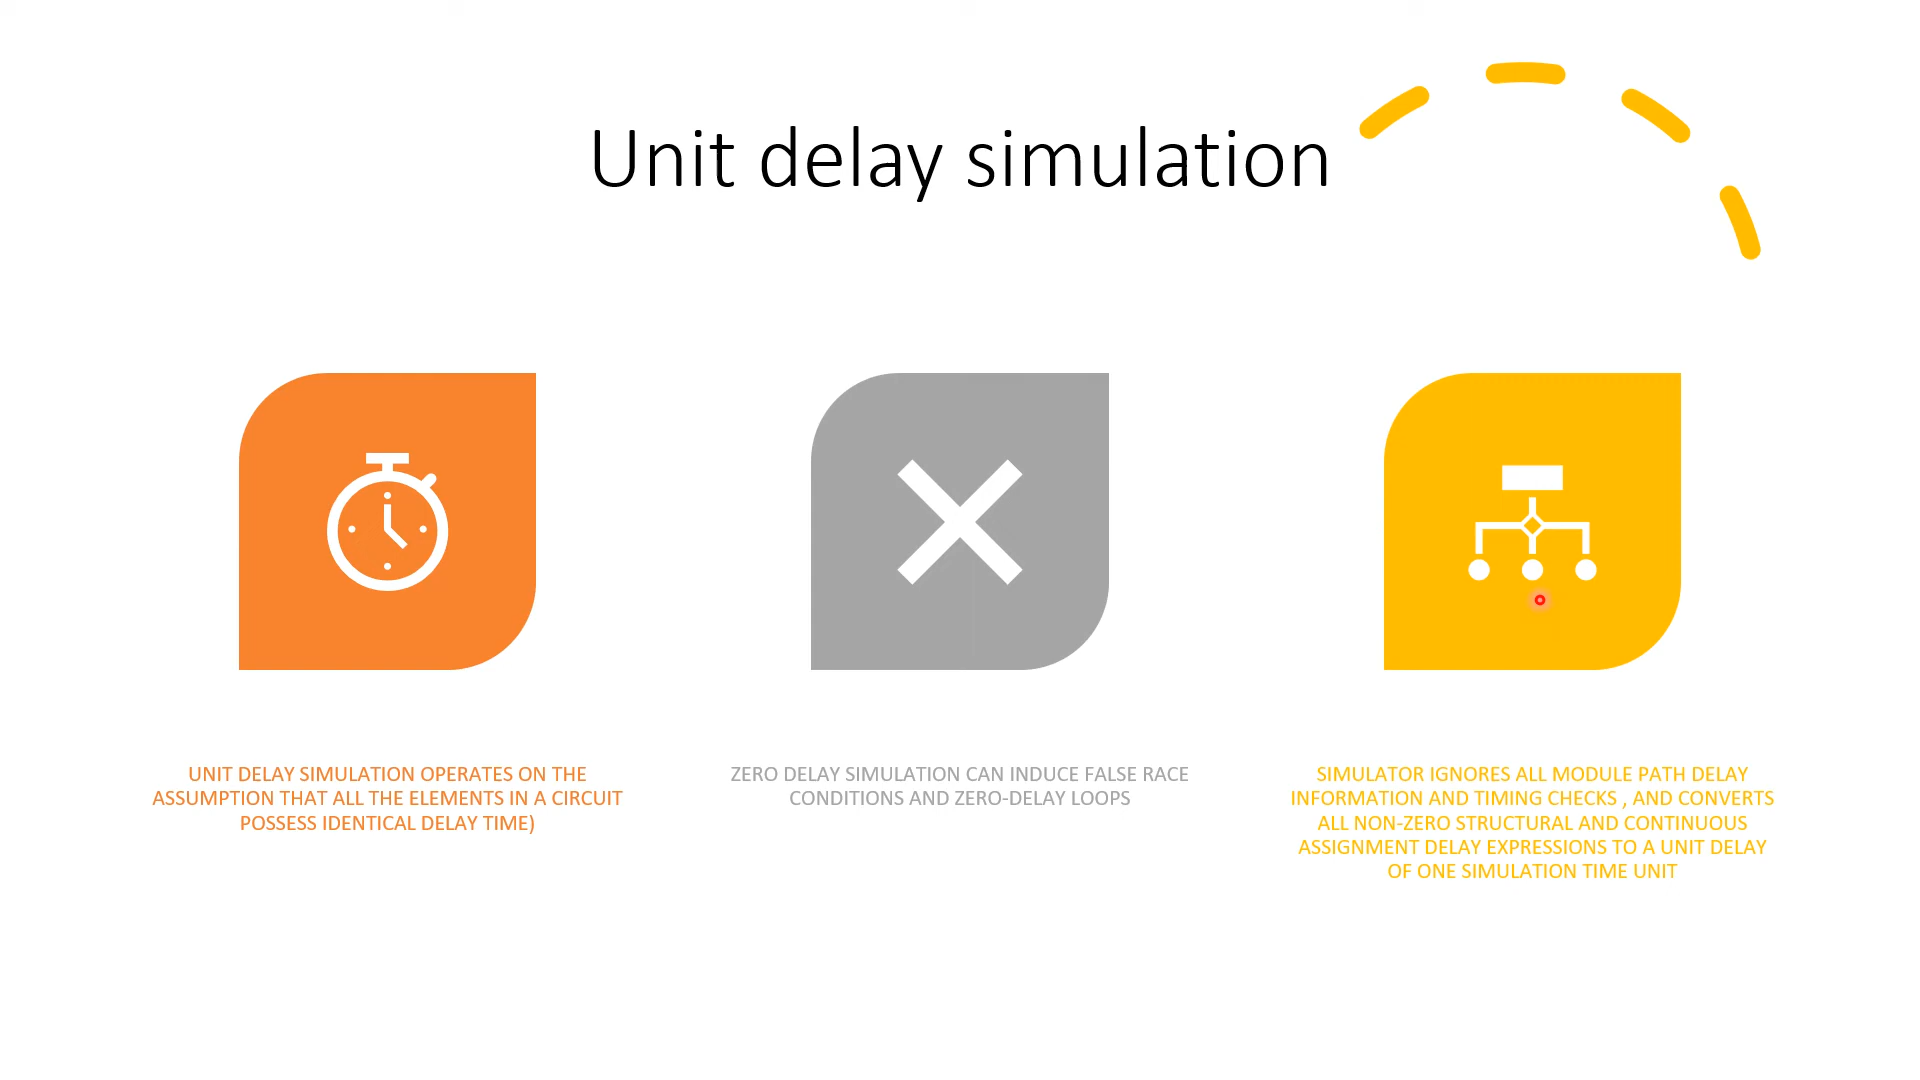 Unit delay simulation
UNIT DELAY SIMULATION OPERATES ON THE
ASSUMPTION THAT ALL THE ELEMENTS IN A CIRCUIT
POSSESS IDENTICAL DELAY TIME)
ZERO DELAY SIMULATION CAN INDUCE FALSE RACE
CONDITIONS AND ZERO-DELAY LOOPS
SIMULATOR IGNORES ALL MODULE PATH DELAY
INFORMATION AND TIMING CHECKS , AND CONVERTS
ALL NON-ZERO STRUCTURAL AND CONTINUOUS
ASSIGNMENT DELAY EXPRESSIONS TO A UNIT DELAY
OF ONE SIMULATION TIME UNIT